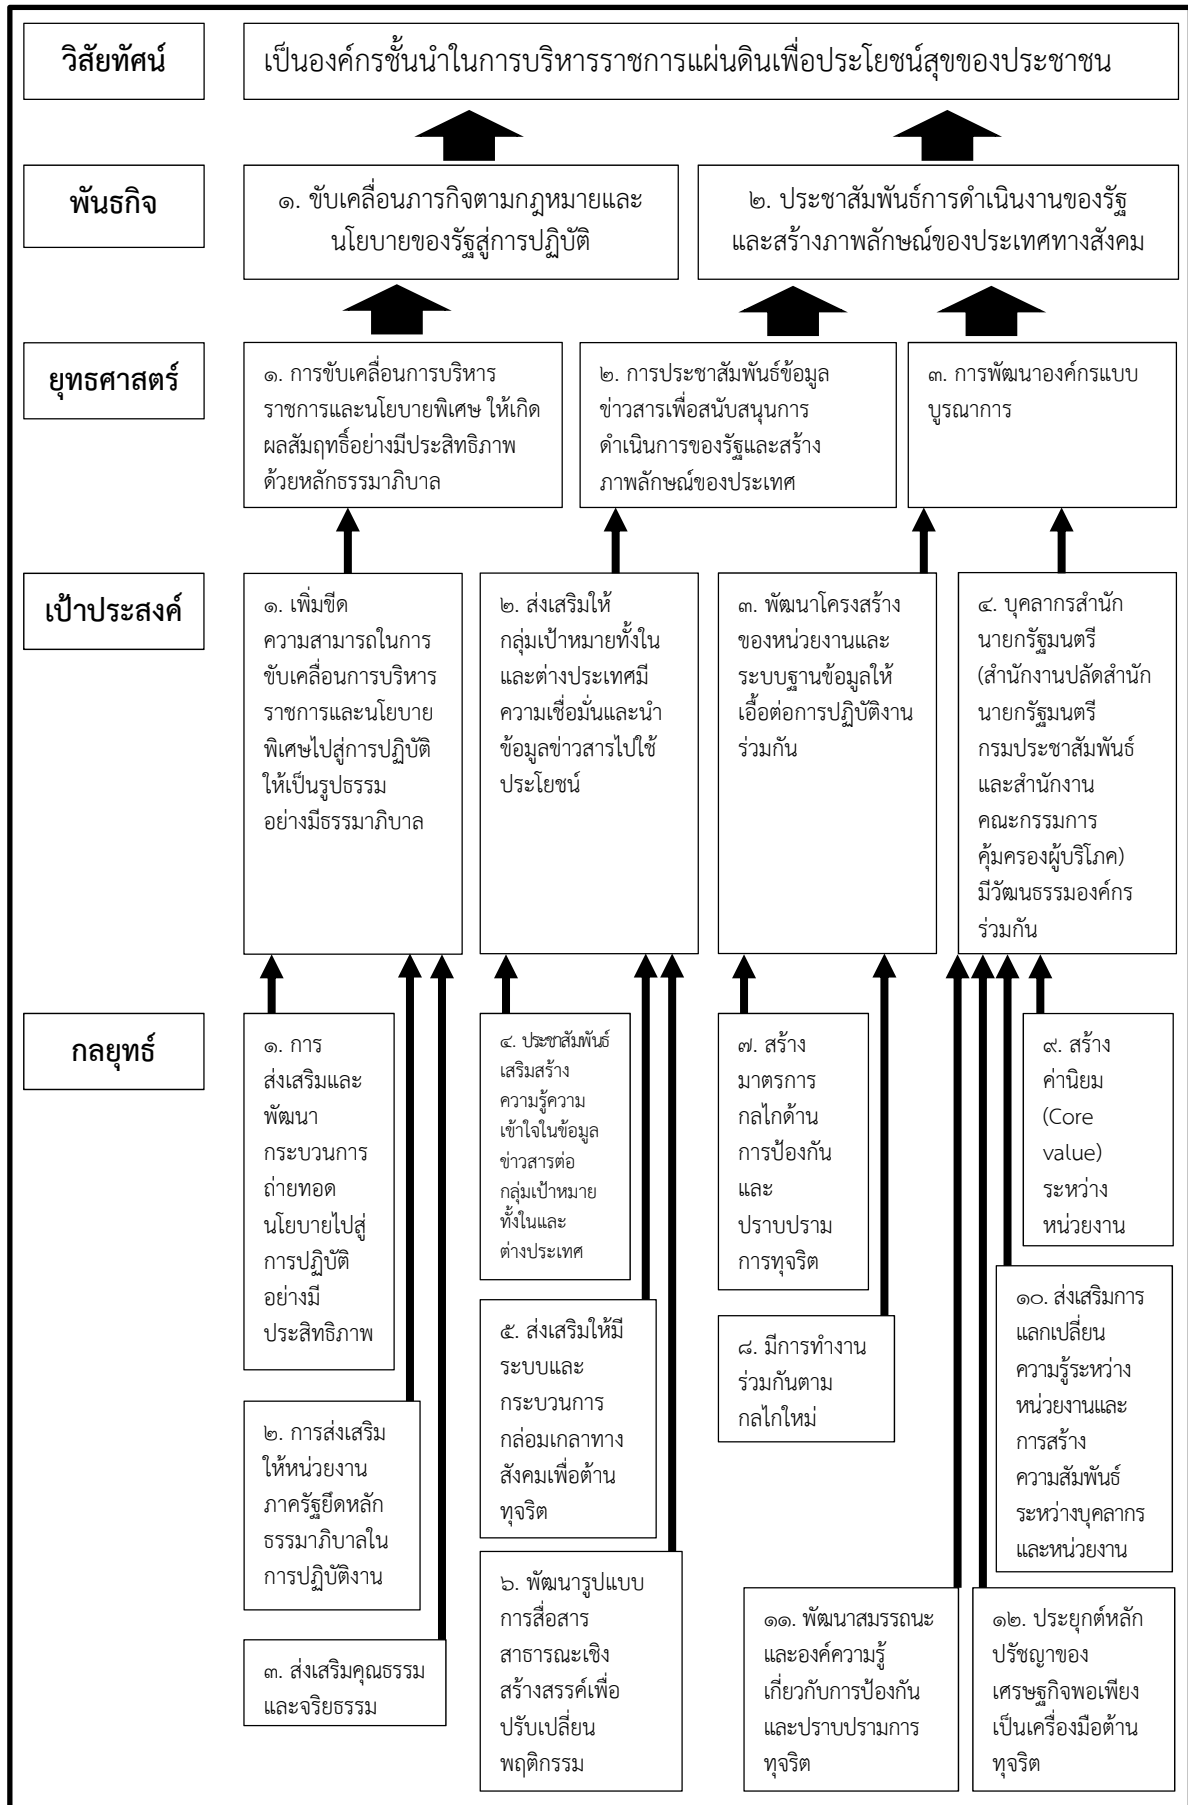 วิสัยทัศน์
เป็นองค์กรชั้นนำในการบริหารราชการแผ่นดินเพื่อประโยชน์สุขของประชาชน
พันธกิจ
๑. ขับเคลื่อนภารกิจตามกฎหมายและ
นโยบายของรัฐสู่การปฏิบัติ
๒. ประชาสัมพันธ์การดำเนินงานของรัฐ
และสร้างภาพลักษณ์ของประเทศทางสังคม
ยุทธศาสตร์
๑. การขับเคลื่อนการบริหาร
ราชการและนโยบายพิเศษ ให้เกิด
ผลสัมฤทธิ์อย่างมีประสิทธิภาพ
ด้วยหลักธรรมาภิบาล
๒. การประชาสัมพันธ์ข้อมูล
ข่าวสารเพื่อสนับสนุนการ
ดำเนินการของรัฐและสร้าง
ภาพลักษณ์ของประเทศ
๓. การพัฒนาองค์กรแบบ
บูรณาการ
เป้าประสงค์
๑. เพิ่มขีด
ความสามารถในการ
ขับเคลื่อนการบริหาร
ราชการและนโยบาย
พิเศษไปสู่การปฏิบัติ
ให้เป็นรูปธรรม
อย่างมีธรรมาภิบาล
๒. ส่งเสริมให้
กลุ่มเป้าหมายทั้งใน
และต่างประเทศมี
ความเชื่อมั่นและนำ
ข้อมูลข่าวสารไปใช้
ประโยชน์
๓. พัฒนาโครงสร้าง
ของหน่วยงานและ
ระบบฐานข้อมูลให้
เอื้อต่อการปฏิบัติงาน
ร่วมกัน
๔. บุคลากรสำนัก
นายกรัฐมนตรี
(สำนักงานปลัดสำนัก
นายกรัฐมนตรี
กรมประชาสัมพันธ์
และสำนักงาน
คณะกรรมการ
คุ้มครองผู้บริโภค)
มีวัฒนธรรมองค์กร
ร่วมกัน
กลยุทธ์
๑. การ
ส่งเสริมและ
พัฒนา
กระบวนการ
ถ่ายทอด
นโยบายไปสู่
การปฏิบัติ
อย่างมี
ประสิทธิภาพ
๒. การส่งเสริม
ให้หน่วยงาน
ภาครัฐยึดหลัก
ธรรมาภิบาลใน
การปฏิบัติงาน
๓. ส่งเสริมคุณธรรม
และจริยธรรม
๔. ประชาสัมพันธ์
เสริมสร้าง
ความรู้ความ
เข้าใจในข้อมูล
ข่าวสารต่อ
กลุ่มเป้าหมาย
ทั้งในและ
ต่างประเทศ
๕. ส่งเสริมให้มี
ระบบและ
กระบวนการ
กล่อมเกลาทาง
สังคมเพื่อต้าน
ทุจริต
๖. พัฒนารูปแบบ
การสื่อสาร
สาธารณะเชิง
สร้างสรรค์เพื่อ
ปรับเปลี่ยน
พฤติกรรม
๗. สร้าง
มาตรการ
กลไกด้าน
การป้องกัน
และ
ปราบปราม
การทุจริต
๘. มีการทำงาน
ร่วมกันตาม
กลไกใหม่
๙. สร้าง
ค่านิยม
(Core
value)
ระหว่าง
หน่วยงาน
๑๐. ส่งเสริมการ
แลกเปลี่ยน
ความรู้ระหว่าง
หน่วยงานและ
การสร้าง
ความสัมพันธ์
ระหว่างบุคลากร
และหน่วยงาน
๑๑. พัฒนาสมรรถนะ
และองค์ความรู้
เกี่ยวกับการป้องกัน
และปราบปรามการ
ทุจริต
๑๒. ประยุกต์หลัก
ปรัชญาของ
เศรษฐกิจพอเพียง
เป็นเครื่องมือต้าน
ทุจริต